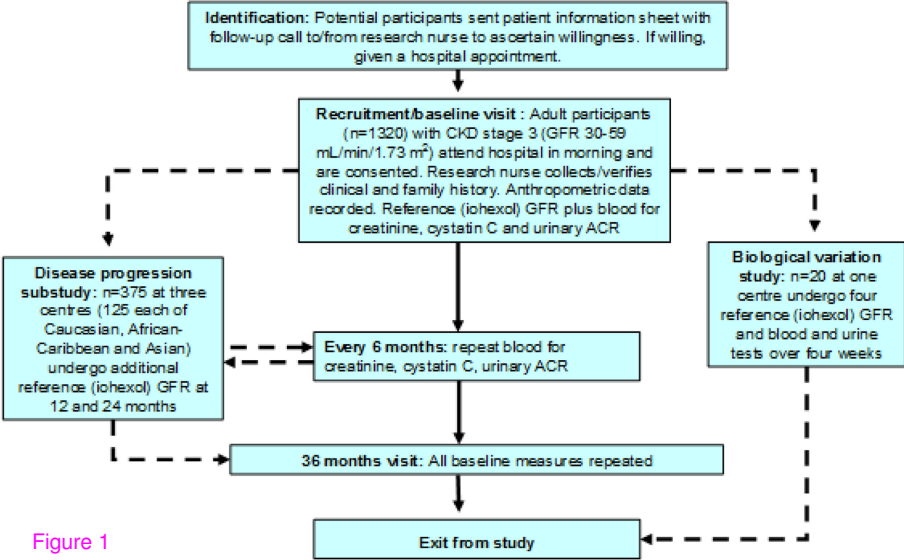 Identification: Potential participants sent patient information sheet with
follow-up call to/from research nurse to ascertain willingness. If willing,
given a hospital appointment.
Recruitment/baseline visit : Adult participants
(n=1320) with CKD stage 3 (GFR 30-59
mL/min/1.73 m²) attend hospital in morning and
are consented. Research nurse collects/verifies
clinical and family history. Anthropometric data
recorded. Reference (iohexol) GFR plus blood for
creatinine, cystatin C and urinary ACR
Disease progression
substudy: n=375 at three
centres (125 each of
Caucasian, African-
Caribbean and Asian)
undergo additional
reference (iohexol) GFR at
12 and 24 months
Biological variation
study: n=20 at one
centre undergo four
reference (iohexol) GFR
and blood and urine
tests over four weeks
Every 6 months: repeat blood for
creatinine, cystatin C, urinary ACR
36 months visit: All baseline measures repeated
Exit from study
Figure 1